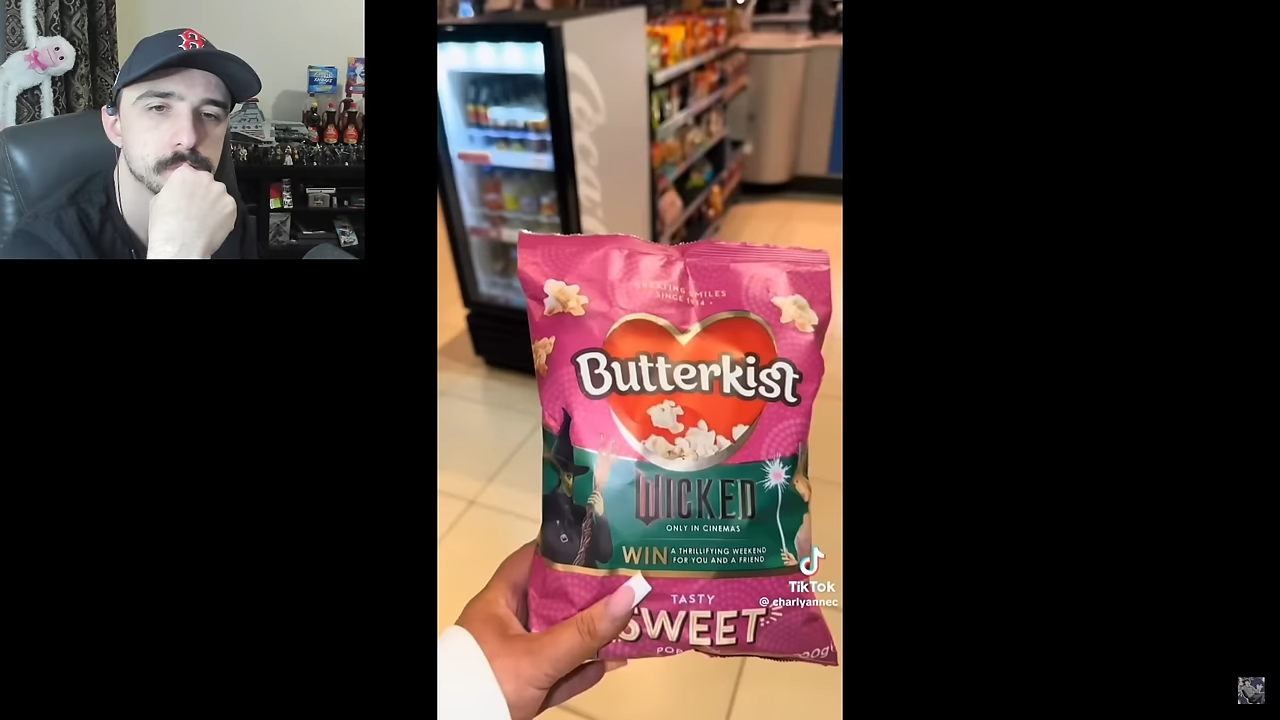 Coca
CREATING SMILES
SINCE 1914
Butterkist
WICKED
ONLY IN CINEMAS
WIN A THRILLIFYING WEEKEND
FOR YOU AND A FRIEND
TASTY
SWEET
TikTok
@charlyannec